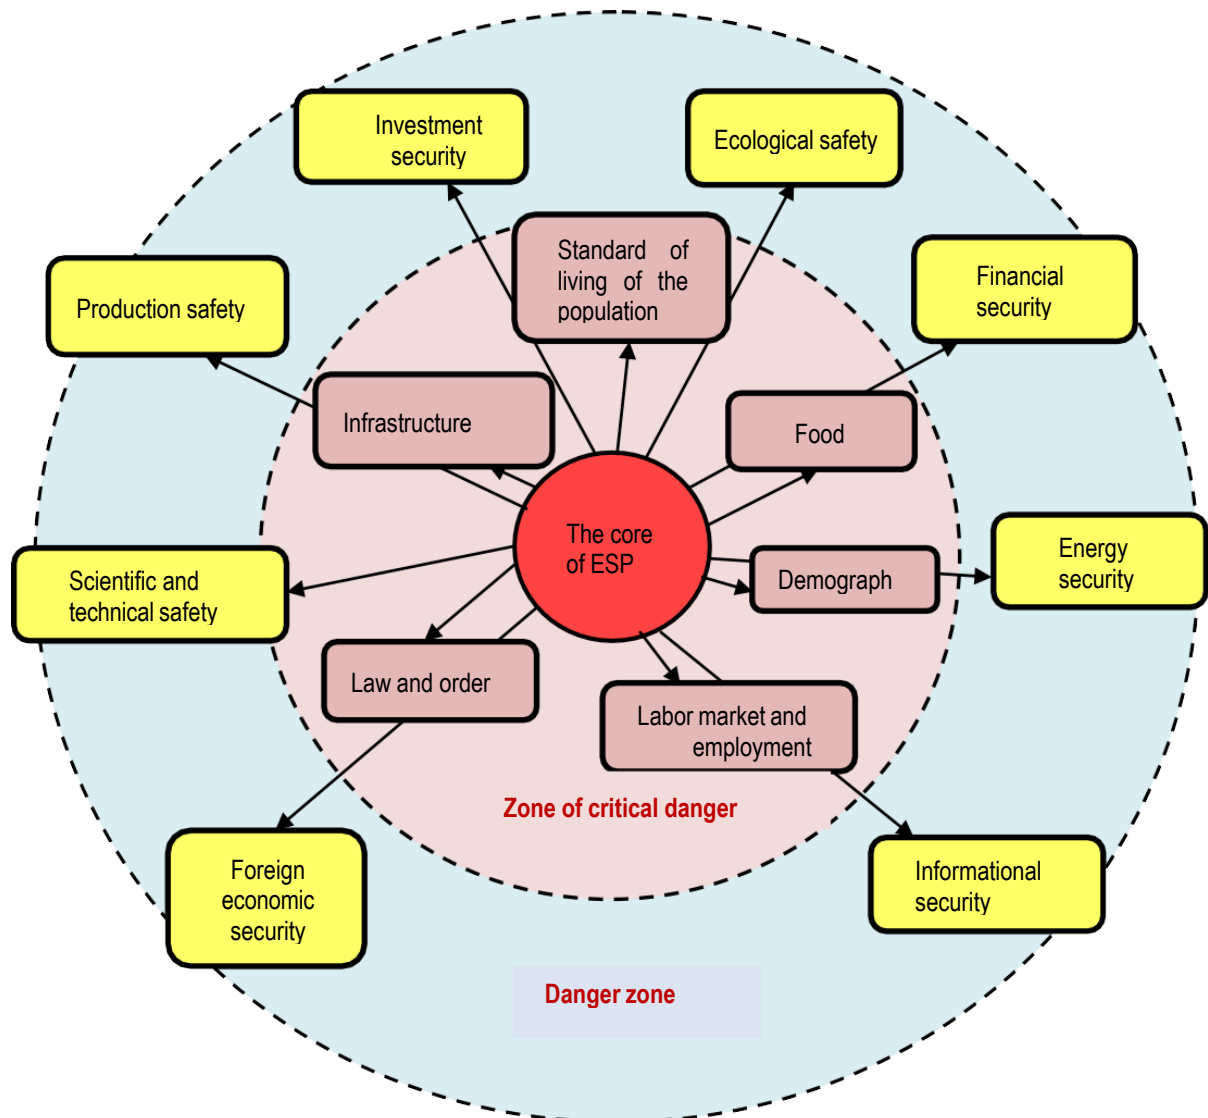 Investment
security
Ecological safety
Standard of
living of the
population
Financial
security
Production safety
Infrastructure
Food
The core
of ESP
Energy
security
Scientific and
technical safety
Demograph
Law and order
Labor market and
employment
Zone of critical danger
Foreign
economic
security
Informational
security
Danger zone